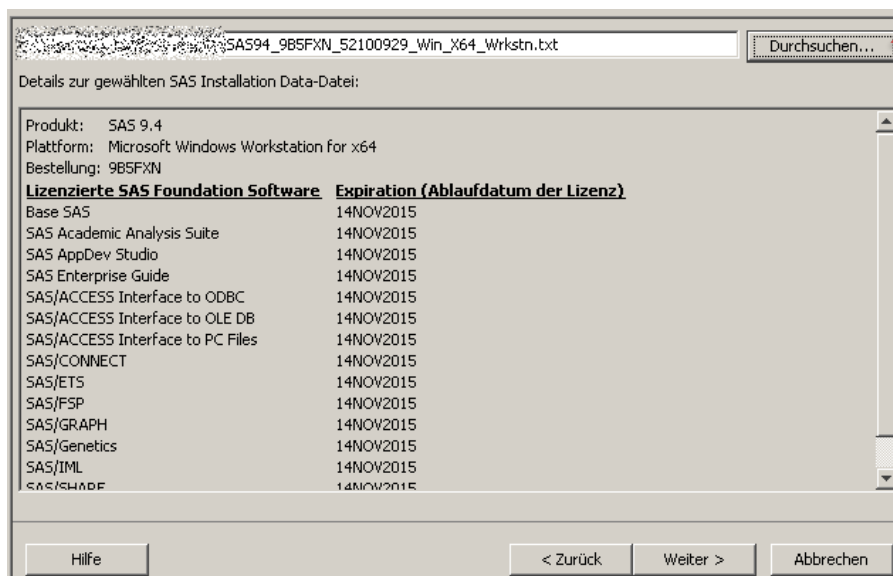 SAS94_9B5FXN_52100929_Win_X64_Wrkstn.txt Durchsuchen...
Details zur gewählten SAS Installation Data-Datei:
Produkt: SAS 9.4
Plattform: Microsoft Windows Workstation for x64
Bestellung: 9B5FXN
Lizenzierte SAS Foundation Software Expiration (Ablaufdatum der Lizenz)
Base SAS 14NOV2015
SAS Academic Analysis Suite 14NOV2015
SAS AppDev Studio 14NOV2015
SAS Enterprise Guide 14NOV2015
SAS/ACCESS Interface to ODBC 14NOV2015
SAS/ACCESS Interface to OLE DB 14NOV2015
SAS/ACCESS Interface to PC Files 14NOV2015
SAS/CONNECT 14NOV2015
SAS/ETS 14NOV2015
SAS/FSP 14NOV2015
SAS/GRAPH 14NOV2015
SAS/Genetics 14NOV2015
SAS/IML 14NOV2015
SAS/SHARE 14NOV2015
Hilfe < Zurück Weiter > Abbrechen